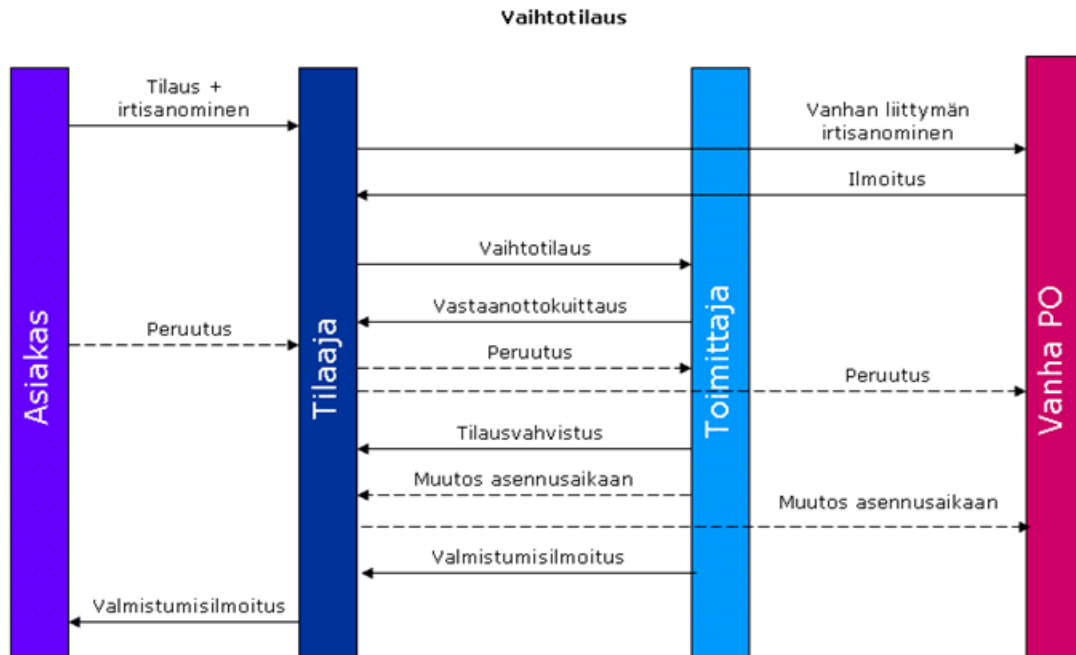 Vaihtotilaus
Tilaus +
irtisanominen
Vanhan liittymän
irtisanominen
Ilmoitus
Vaihtotilaus
Vastaanottokuittaus
Peruutus
Peruutus
Peruutus
Tilausvahvistus
Muutos asennusaikaan
Muutos asennusaikaan
Valmistumisilmoitus
Valmistumisilmoitus
Asiakas
Tilaaja
Toimittaja
Vanha PO